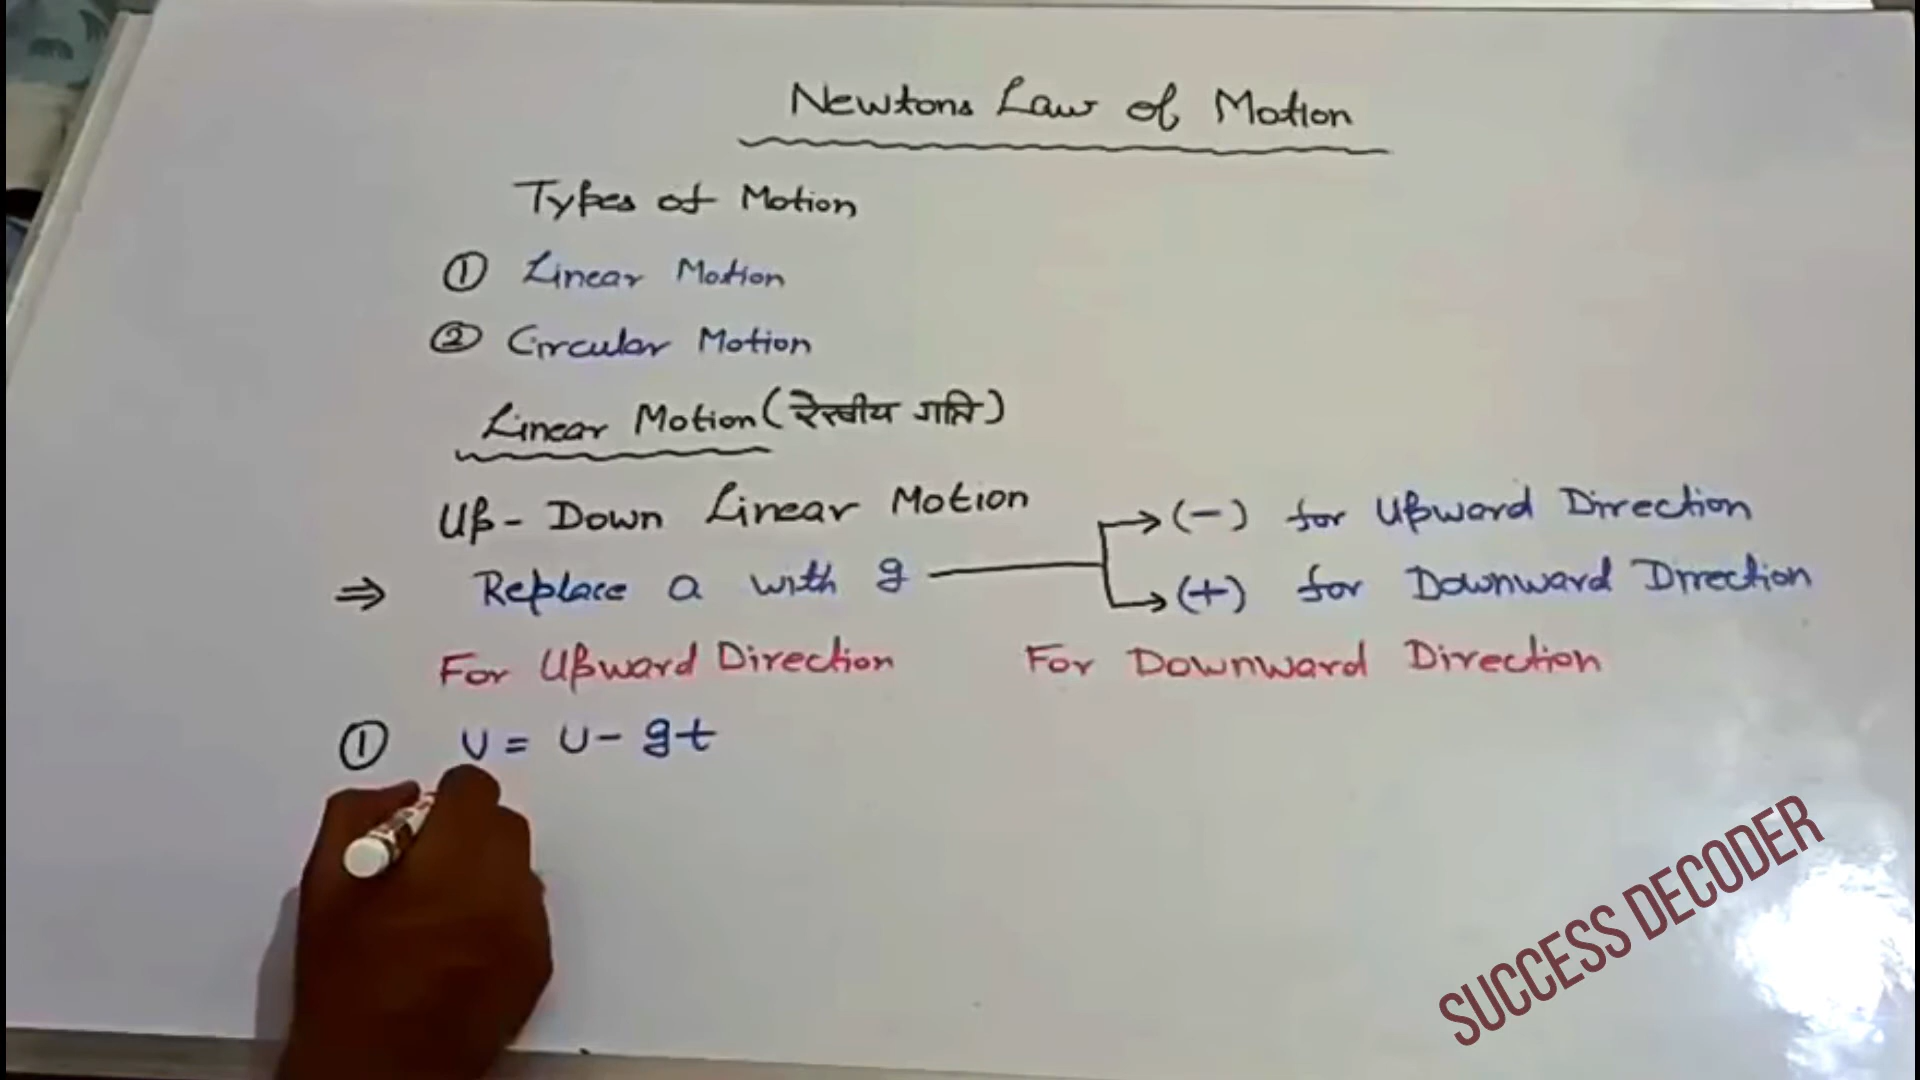 Newtons Law of Motion
Types of Motion
① Linear Motion
② Circular Motion
Linear Motion (रेखीय गति)
Up - Down Linear Motion
(-) for Upward Direction
⇒ Replace a with g
(+) for Downward Direction
For Upward Direction
For Downward Direction
① v = u - gt
SUCCESS DECODER